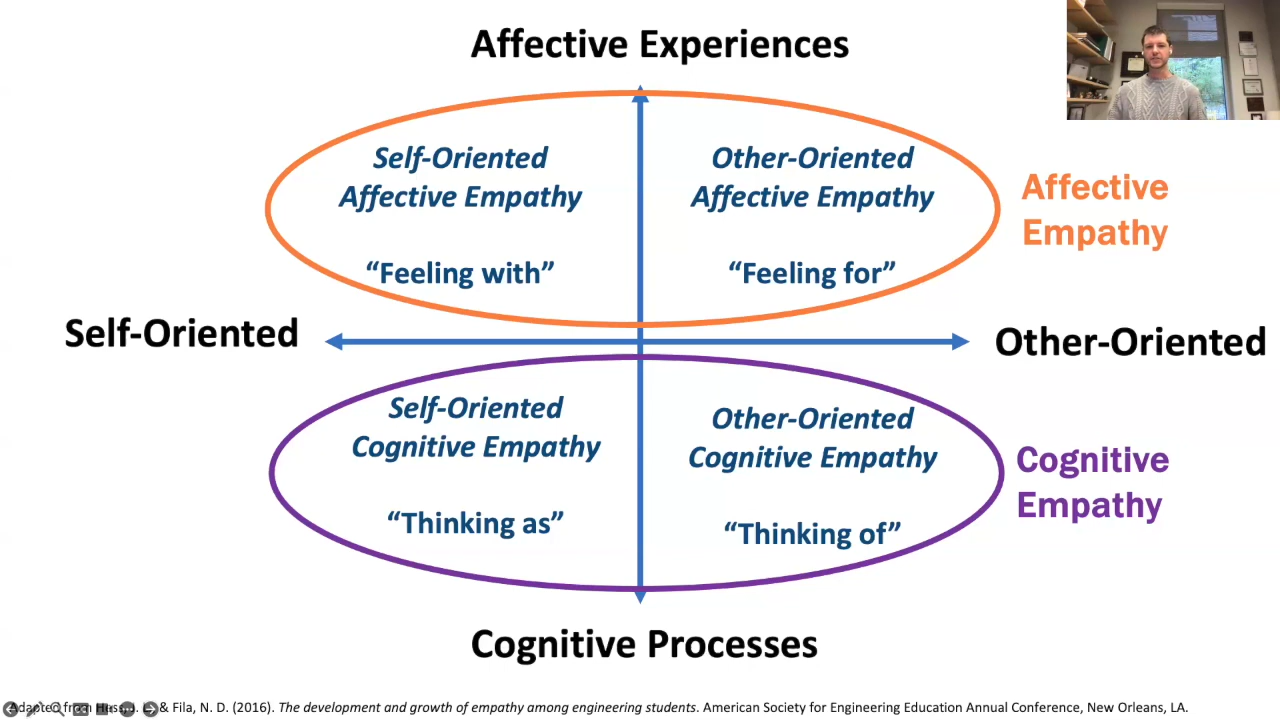 Affective Experiences
Self-Oriented
Affective Empathy
“Feeling with”
Other-Oriented
Affective Empathy
“Feeling for”
Affective
Empathy
Self-Oriented
Other-Oriented
Self-Oriented
Cognitive Empathy
“Thinking as”
Other-Oriented
Cognitive Empathy
“Thinking of”
Cognitive
Empathy
Cognitive Processes
from & Fila, N. D. (2016). The development and growth of empathy among engineering students. American Society for Engineering Education Annual Conference, New Orleans, LA.